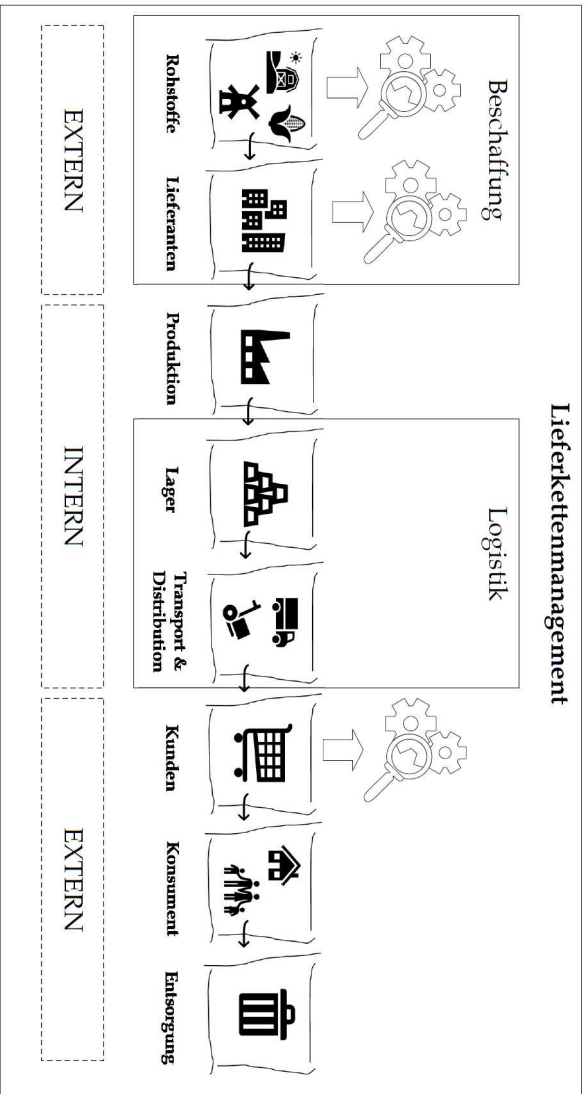 Lieferkettenmanagement
Beschaffung
Logistik
Rohstoffe
Lieferanten
Produktion
Lager
Transport &
Distribution
Kunden
Konsument
Entsorgung
EXTERN
INTERN
EXTERN